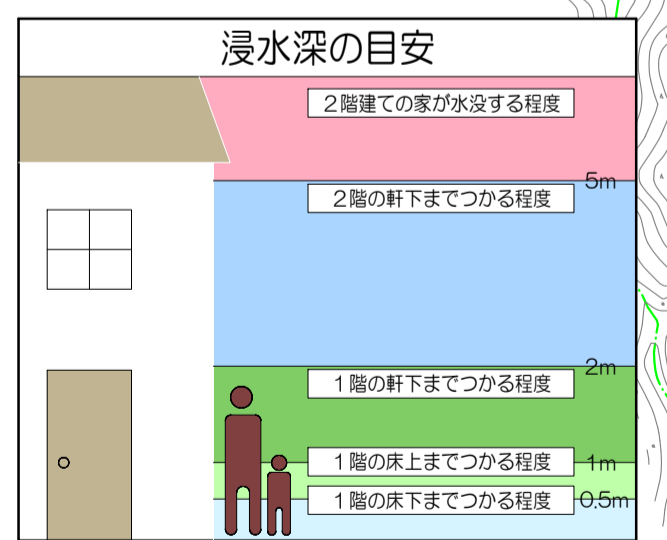 浸水深の目安
2階建ての家が水没する程度
5m
2階の軒下までつかる程度
2m
1階の軒下までつかる程度
1階の床上までつかる程度
1m
1階の床下までつかる程度
0.5m